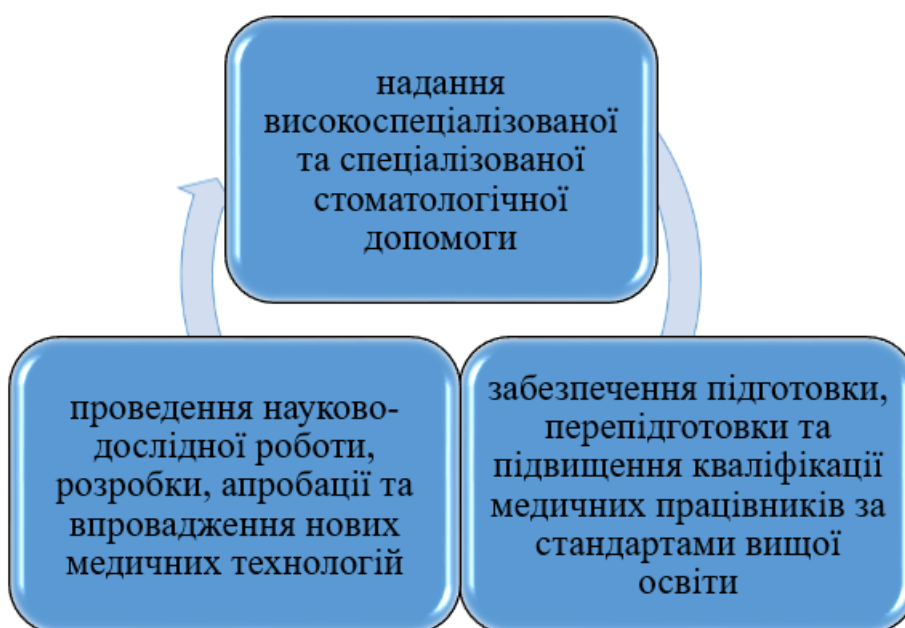 надання
високоспеціалізованої
та спеціалізованої
стоматологічної
допомоги
проведення науково-
дослідної роботи,
розробки, апробації та
впровадження нових
медичних технологій
забезпечення підготовки,
перепідготовки та
підвищення кваліфікації
медичних працівників за
стандартами вищої
освіти